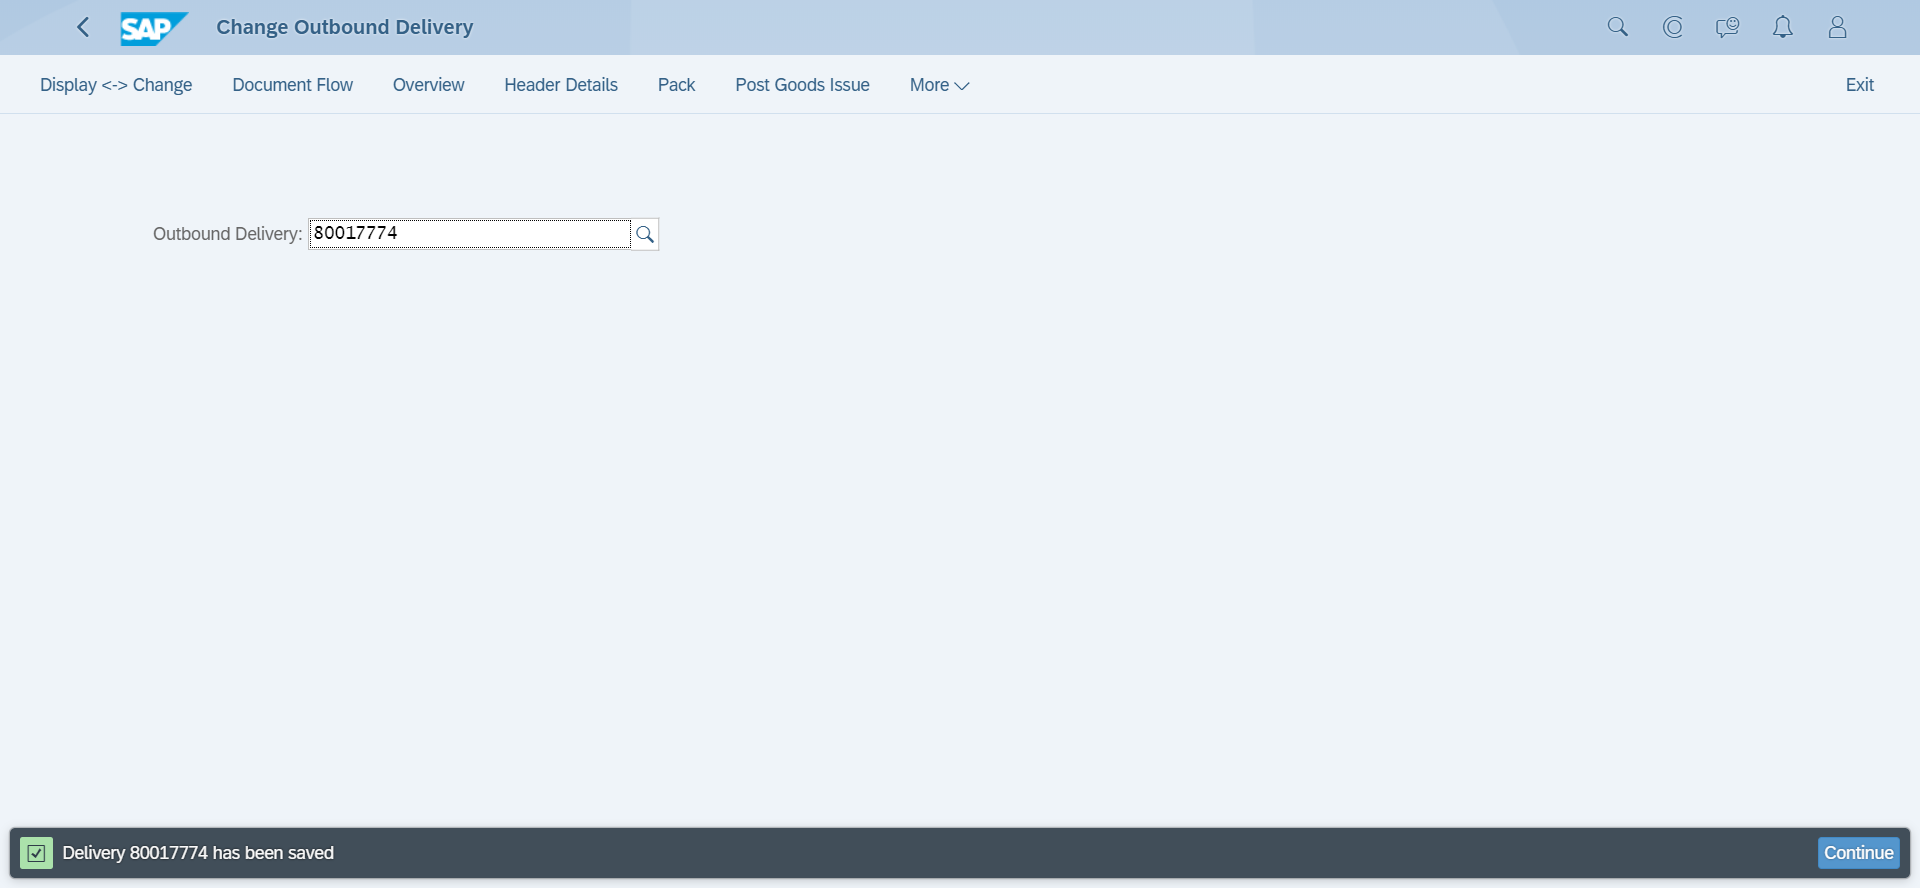 SAP Change Outbound Delivery
Display <-> Change Document Flow Overview Header Details Pack Post Goods Issue More Exit
Outbound Delivery: 80017774
Delivery 80017774 has been saved Continue